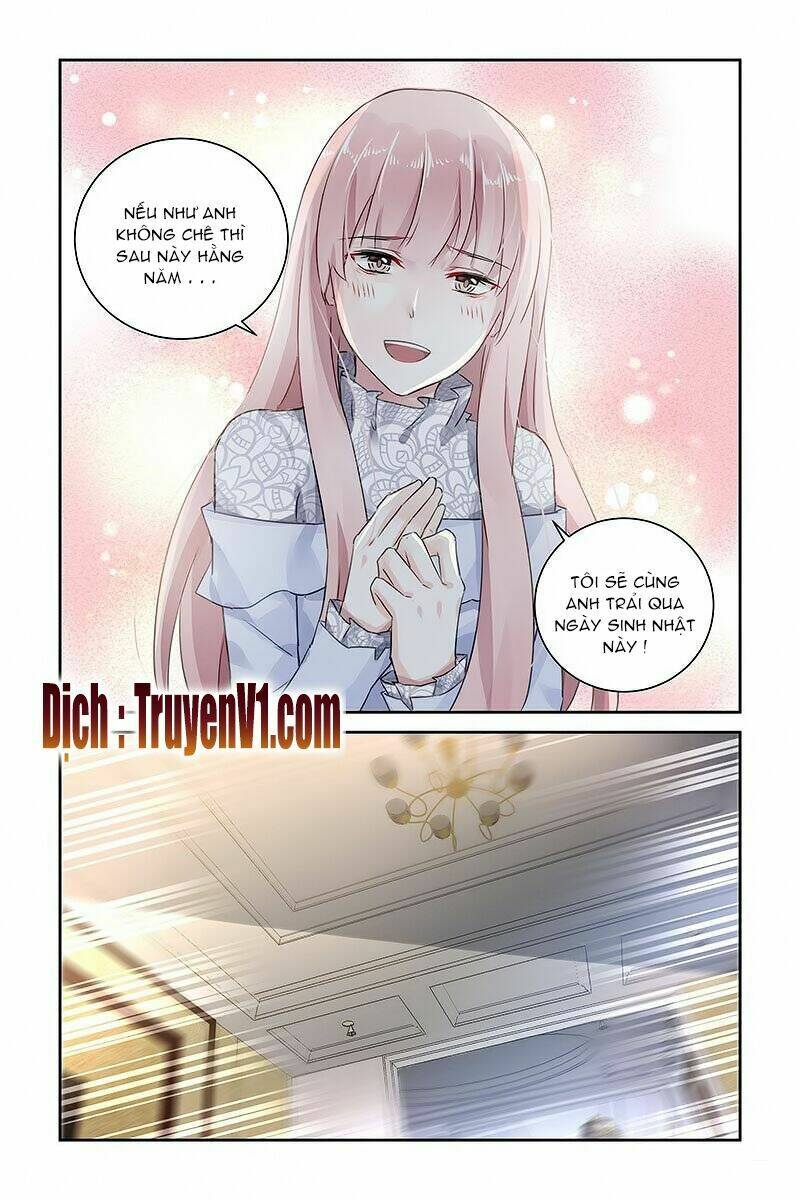 NẾU NHƯ ANH
KHÔNG CHÊ THÌ
SAU NÀY HẰNG
NĂM . . .
TÔI SẼ CÙNG
ANH TRẢI QUA
NGÀY SINH NHẬT
NÀY !
Dịch : TruyenV1.com